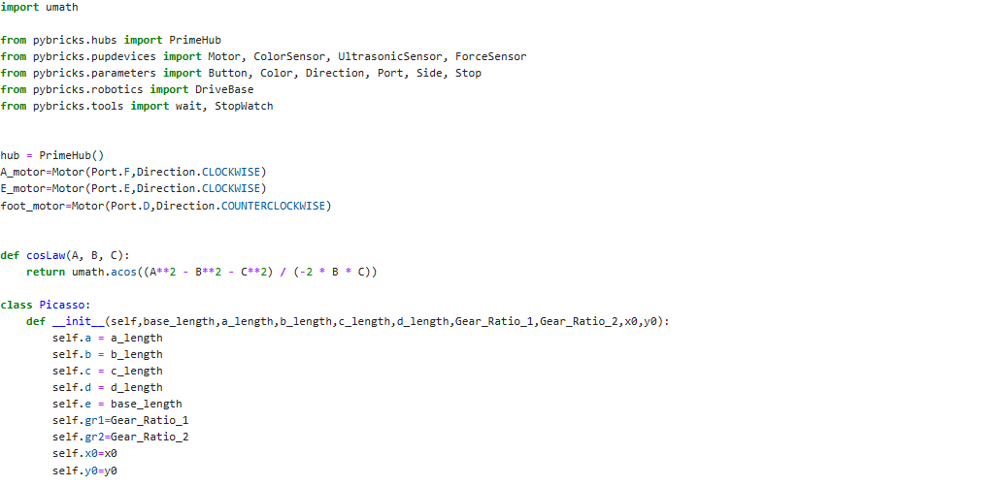 import umath
from pybricks.hubs import PrimeHub
from pybricks.pupdevices import Motor, ColorSensor, UltrasonicSensor, ForceSensor
from pybricks.parameters import Button, Color, Direction, Port, Side, Stop
from pybricks.robotics import DriveBase
from pybricks.tools import wait, StopWatch
hub = PrimeHub()
A_motor=Motor(Port.F,Direction.CLOCKWISE)
E_motor=Motor(Port.E,Direction.CLOCKWISE)
foot_motor=Motor(Port.D,Direction.COUNTERCLOCKWISE)
def cosLaw(A, B, C):
    return umath.acos((A**2 - B**2 - C**2) / (-2 * B * C))
class Picasso:
    def __init__(self,base_length,a_length,b_length,c_length,d_length,Gear_Ratio_1,Gear_Ratio_2,x0,y0):
        self.a = a_length
        self.b = b_length
        self.c = c_length
        self.d = d_length
        self.e = base_length
        self.gr1=Gear_Ratio_1
        self.gr2=Gear_Ratio_2
        self.x0=x0
        self.y0=y0